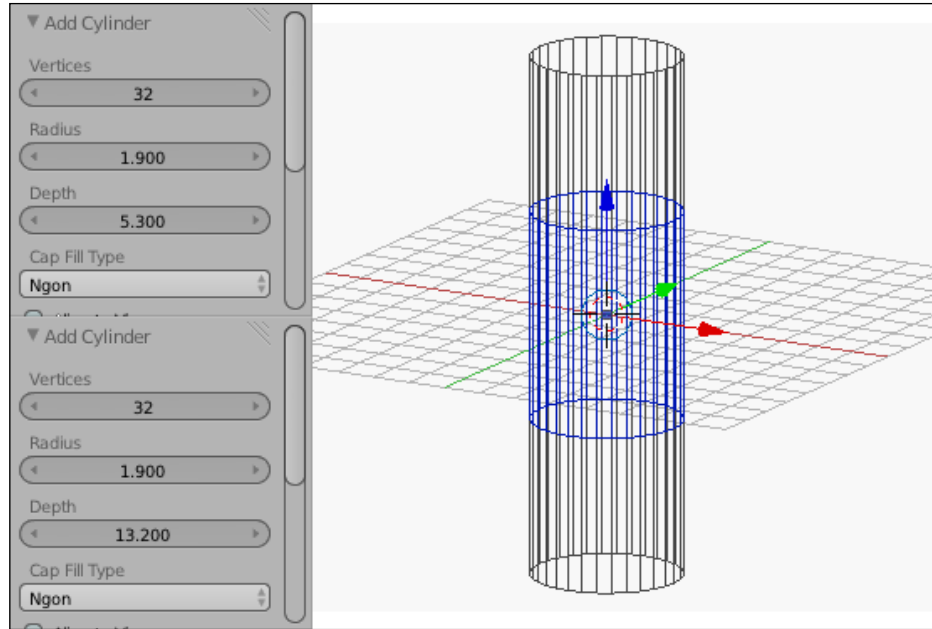 Add Cylinder
Vertices
32
Radius
1.900
Depth
5.300
Cap Fill Type
Ngon
Add Cylinder
Vertices
32
Radius
1.900
Depth
13.200
Cap Fill Type
Ngon